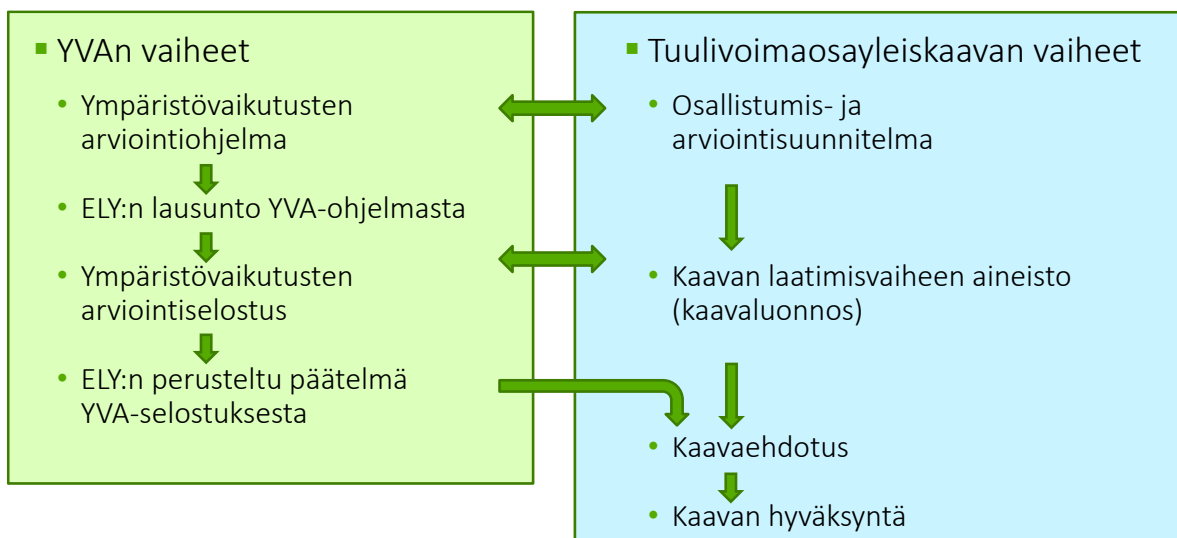 YVAn vaiheet
Ympäristövaikutusten
arviointiohjelma
ELY:n lausunto YVA-ohjelmasta
Ympäristövaikutusten
arviointiselostus
ELY:n perusteltu päätelmä
YVA-selostuksesta
Tuulivoimaosayleiskaavan vaiheet
Osallistumis- ja
arviointisuunnitelma
Kaavan laatimisvaiheen aineisto
(kaavaluonnos)
Kaavaehdotus
Kaavan hyväksyntä